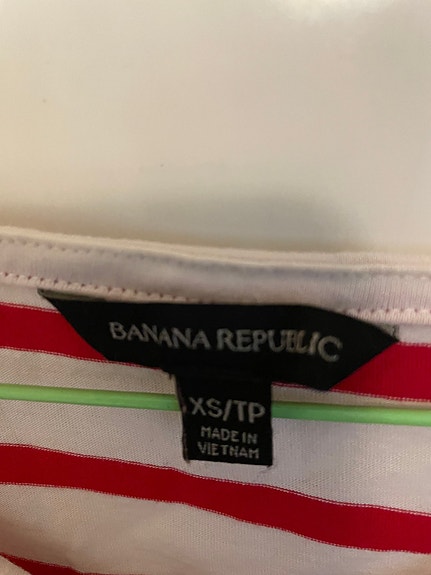 BANANA REPUBLIC
XS/TP
MADE IN
VIETNAM